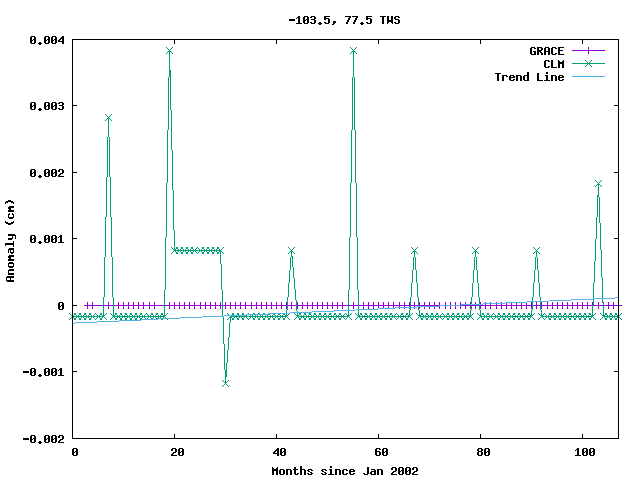 -103.5, 77.5 TWS
GRACE
CLM
Trend Line
0.004
0.003
0.002
0.001
0
-0.001
-0.002
Anomaly (cm)
0 20 40 60 80 100
Months since Jan 2002